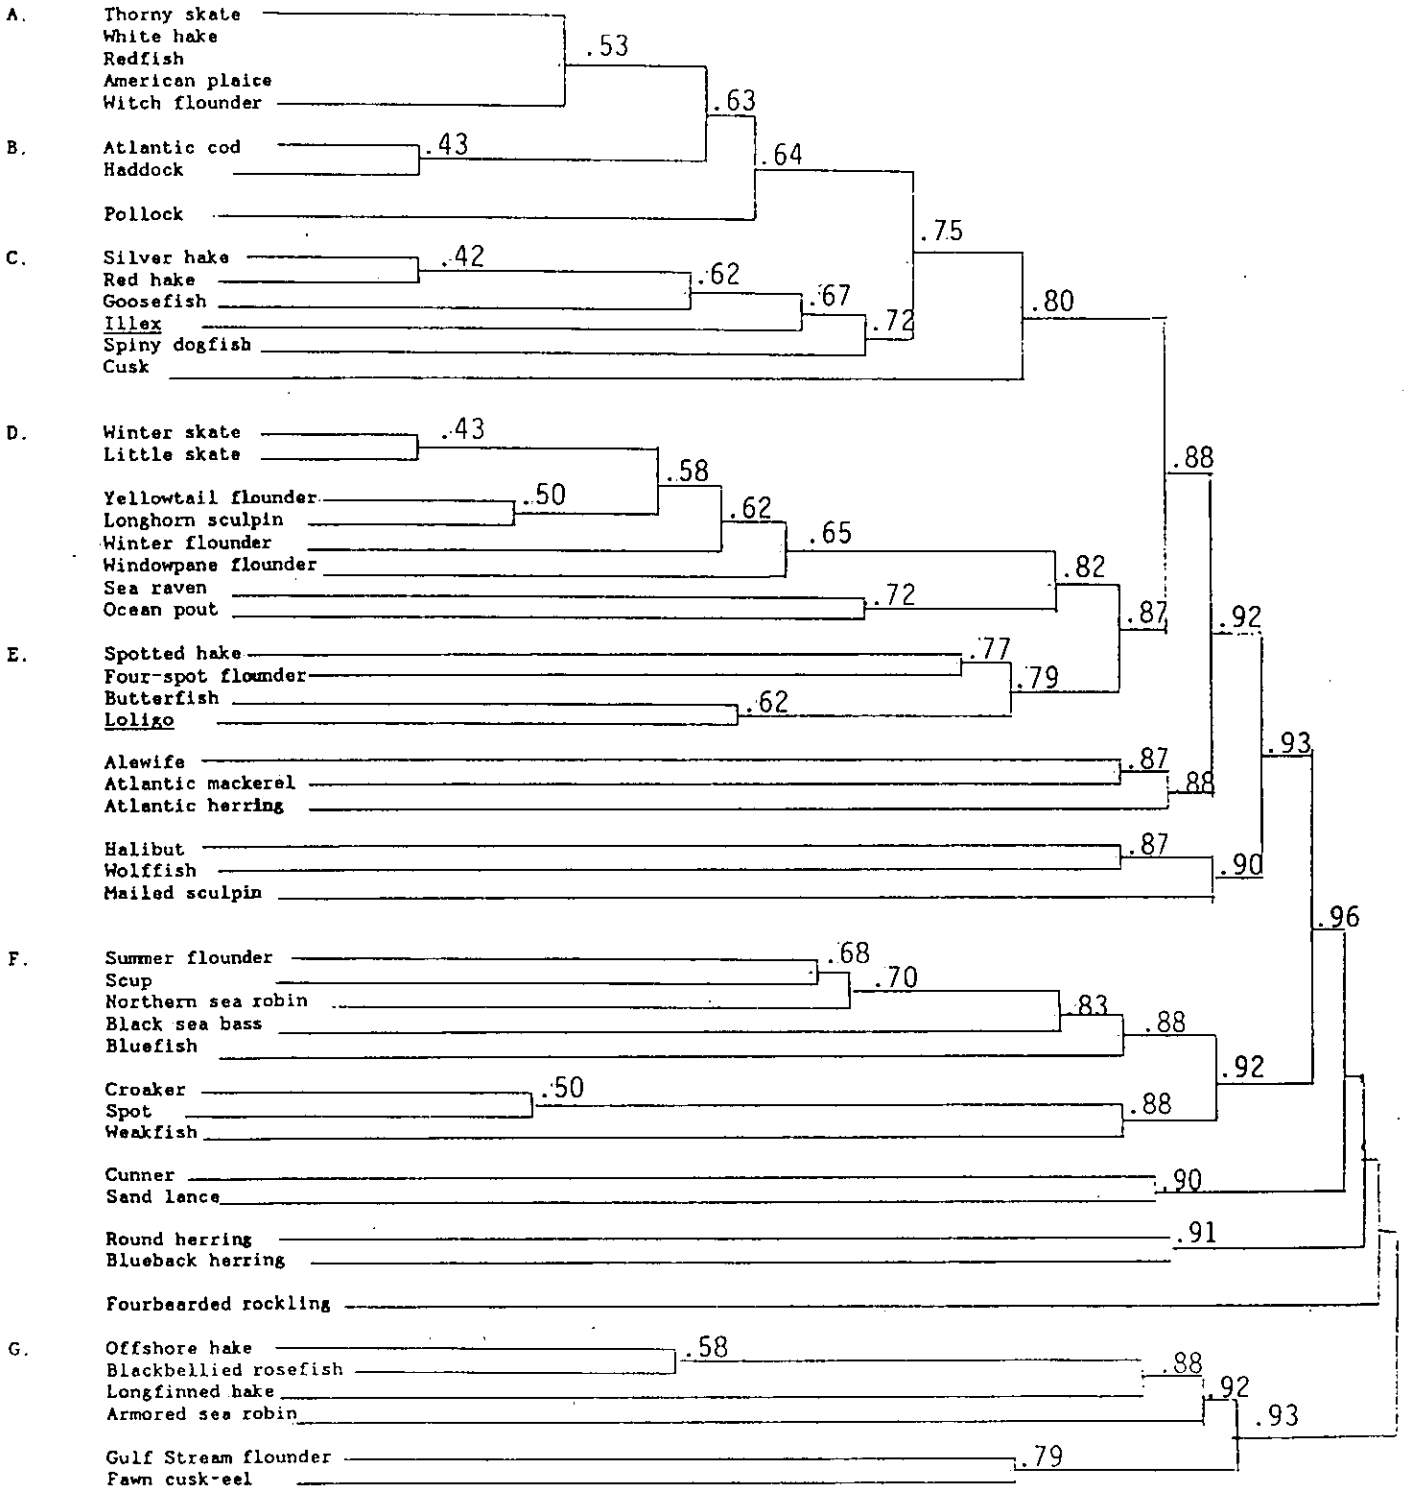 A. Thorny skate
White hake
Redfish
.53
American plaice
Witch flounder
.63
B. Atlantic cod
.43
Haddock
.64
Pollock
.75
C. Silver hake
.42
Red hake
.62
Goosefish
.67
.80
Illex
.72
Spiny dogfish
Cusk
D. Winter skate
.43
Little skate
.58
.88
Yellowtail flounder
.50
Longhorn sculpin
.62
Winter flounder
.65
Windowpane flounder
.82
Sea raven
.72
Ocean pout
.87
.92
E. Spotted hake
.77
Four-spot flounder
.79
Butterfish
.62
Loligo
.93
Alewife
.87
Atlantic mackerel
.88
Atlantic herring
Halibut
.87
Wolffish
.90
Mailed sculpin
.96
F. Summer flounder
.68
Scup
.70
Northern sea robin
.83
Black sea bass
.88
Bluefish
.92
Croaker
.50
Spot
.88
Weakfish
Cunner
.90
Sand lance
Round herring
.91
Blueback herring
Fourbearded rockling
G. Offshore hake
.58
Blackbellied rosefish
.88
Longfinned hake
.92
Armored sea robin
.93
Gulf Stream flounder
.79
Fawn cusk-eel